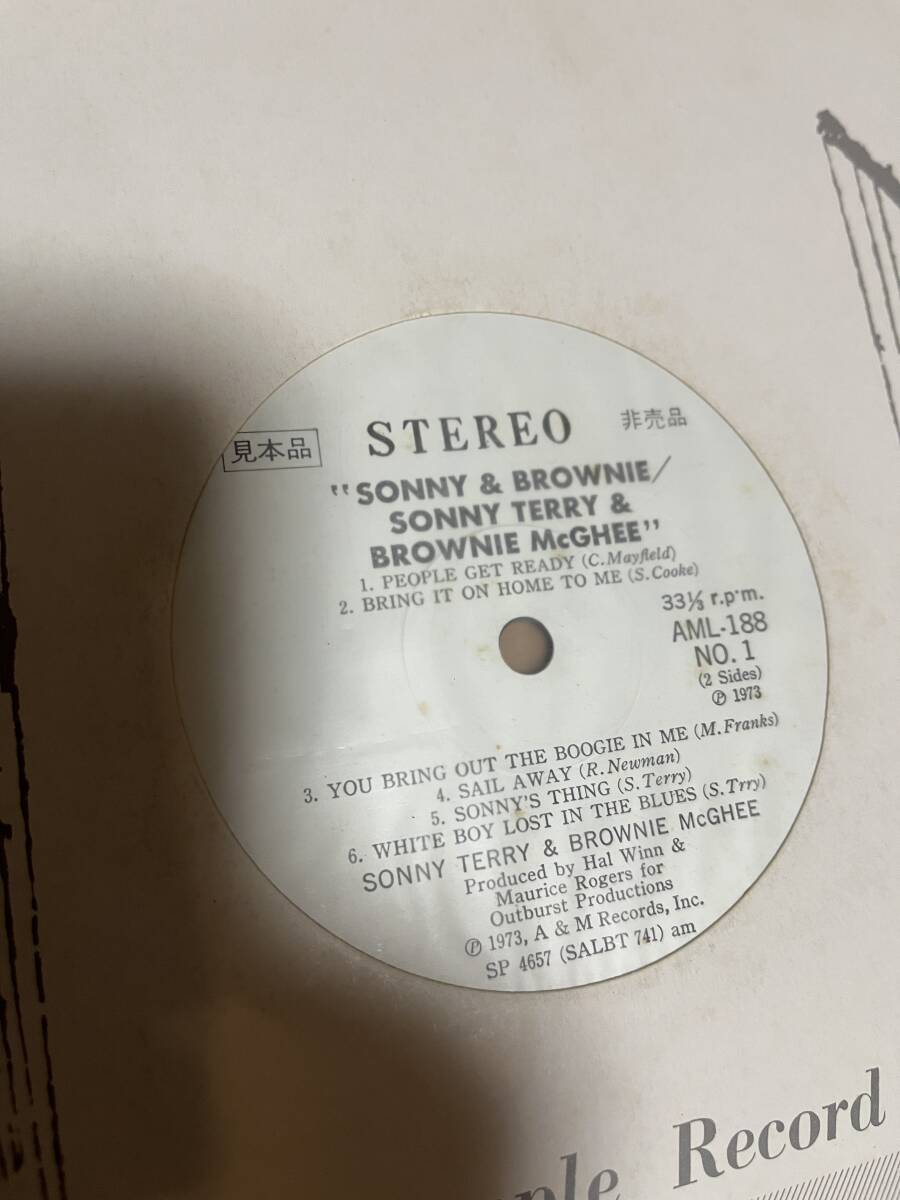 見本品
STEREO
非売品
"SONNY & BROWNIE/
SONNY TERRY &
BROWNIE McGHEE"
1. PEOPLE GET READY (C.Mayfield)
2. BRING IT ON HOME TO ME (S.Cooke)
33⅓ r.p.m.
AML-188
NO. 1
(2 Sides)
℗ 1973
3. YOU BRING OUT THE BOOGIE IN ME (M.Franks)
4. SAIL AWAY (R.Newman)
5. SONNY'S THING (S.Terry)
6. WHITE BOY LOST IN THE BLUES (S.Trry)
SONNY TERRY & BROWNIE McGHEE
Produced by Hal Winn &
Maurice Rogers for
Outburst Productions
℗ 1973, A & M Records, Inc.
SP 4657 (SALBT 741) am
ple Record